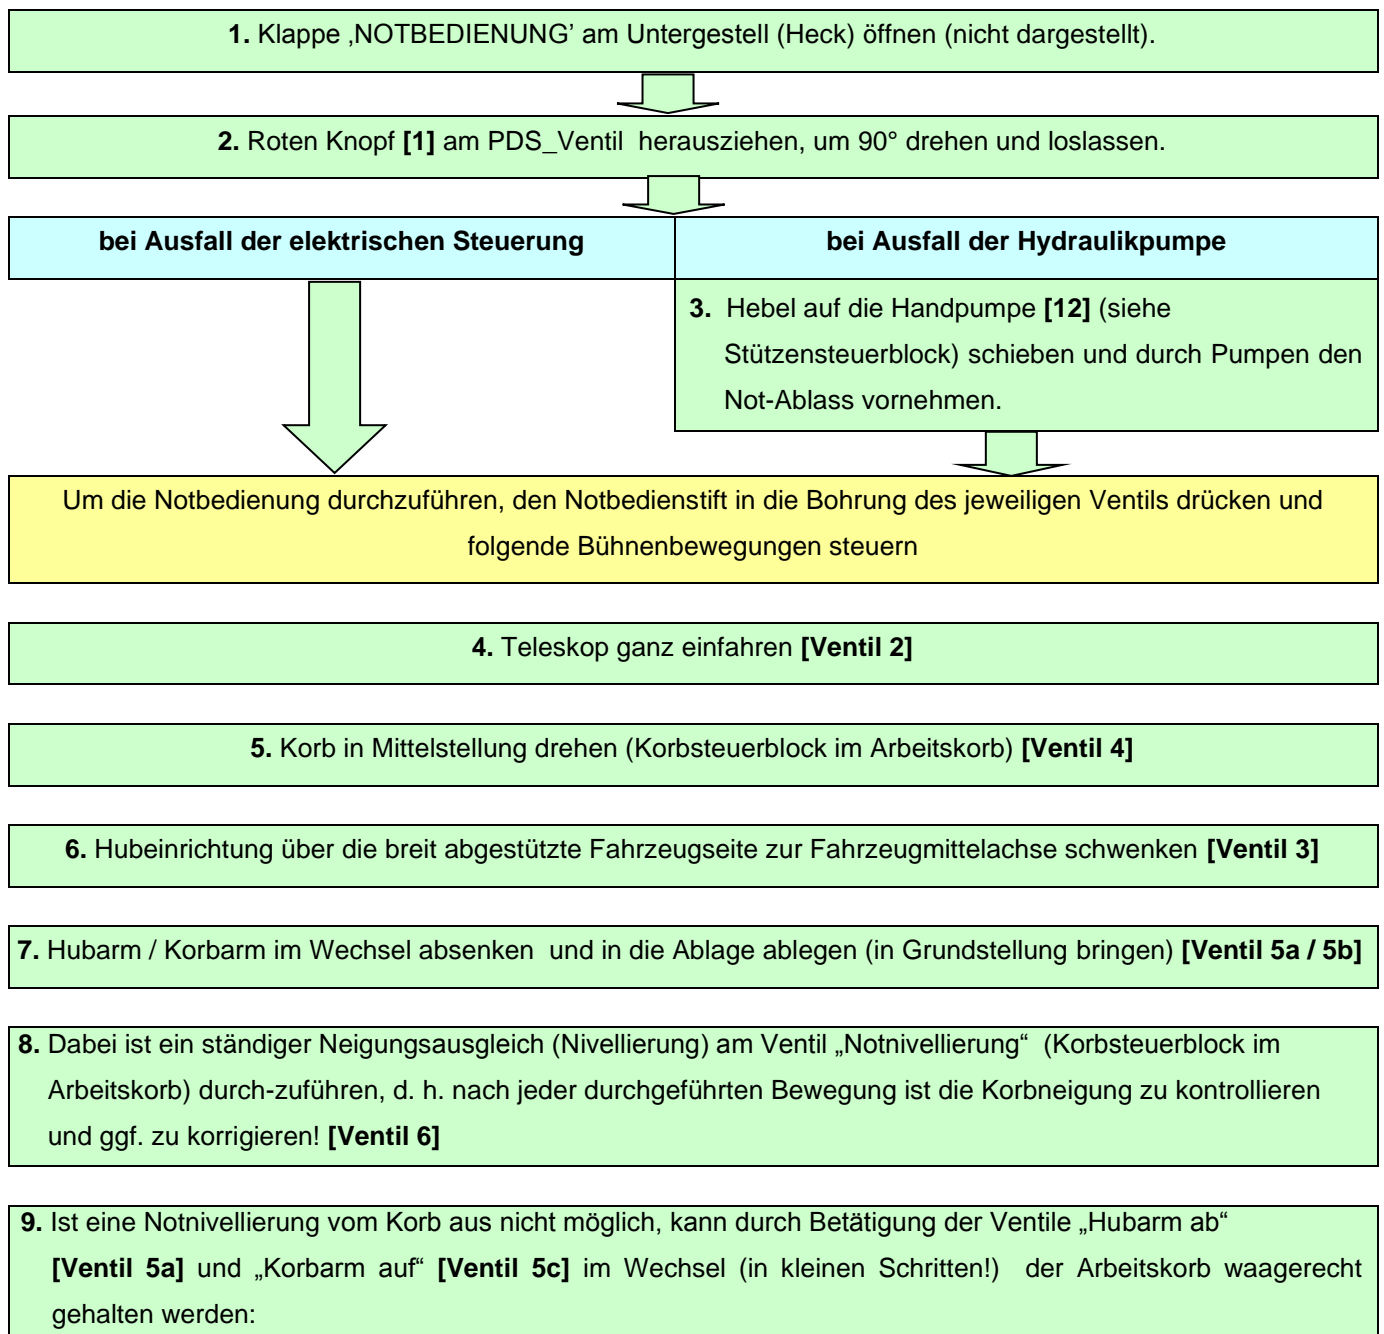 1. Klappe ‚NOTBEDIENUNG’ am Untergestell (Heck) öffnen (nicht dargestellt).
2. Roten Knopf [1] am PDS_Ventil herausziehen, um 90° drehen und loslassen.
bei Ausfall der elektrischen Steuerung
bei Ausfall der Hydraulikpumpe
3. Hebel auf die Handpumpe [12] (siehe
Stützensteuerblock) schieben und durch Pumpen den
Not-Ablass vornehmen.
Um die Notbedienung durchzuführen, den Notbedienstift in die Bohrung des jeweiligen Ventils drücken und
folgende Bühnenbewegungen steuern
4. Teleskop ganz einfahren [Ventil 2]
5. Korb in Mittelstellung drehen (Korbsteuerblock im Arbeitskorb) [Ventil 4]
6. Hubeinrichtung über die breit abgestützte Fahrzeugseite zur Fahrzeugmittelachse schwenken [Ventil 3]
7. Hubarm / Korbarm im Wechsel absenken und in die Ablage ablegen (in Grundstellung bringen) [Ventil 5a / 5b]
8. Dabei ist ein ständiger Neigungsausgleich (Nivellierung) am Ventil „Notnivellierung“ (Korbsteuerblock im
Arbeitskorb) durch-zuführen, d. h. nach jeder durchgeführten Bewegung ist die Korbneigung zu kontrollieren
und ggf. zu korrigieren! [Ventil 6]
9. Ist eine Notnivellierung vom Korb aus nicht möglich, kann durch Betätigung der Ventile „Hubarm ab“
[Ventil 5a] und „Korbarm auf“ [Ventil 5c] im Wechsel (in kleinen Schritten!) der Arbeitskorb waagerecht
gehalten werden: